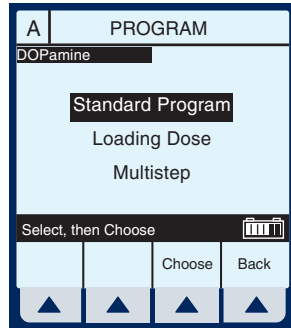 A PROGRAM
DOPamine
Standard Program
Loading Dose
Multistep
Select, then Choose
Choose Back